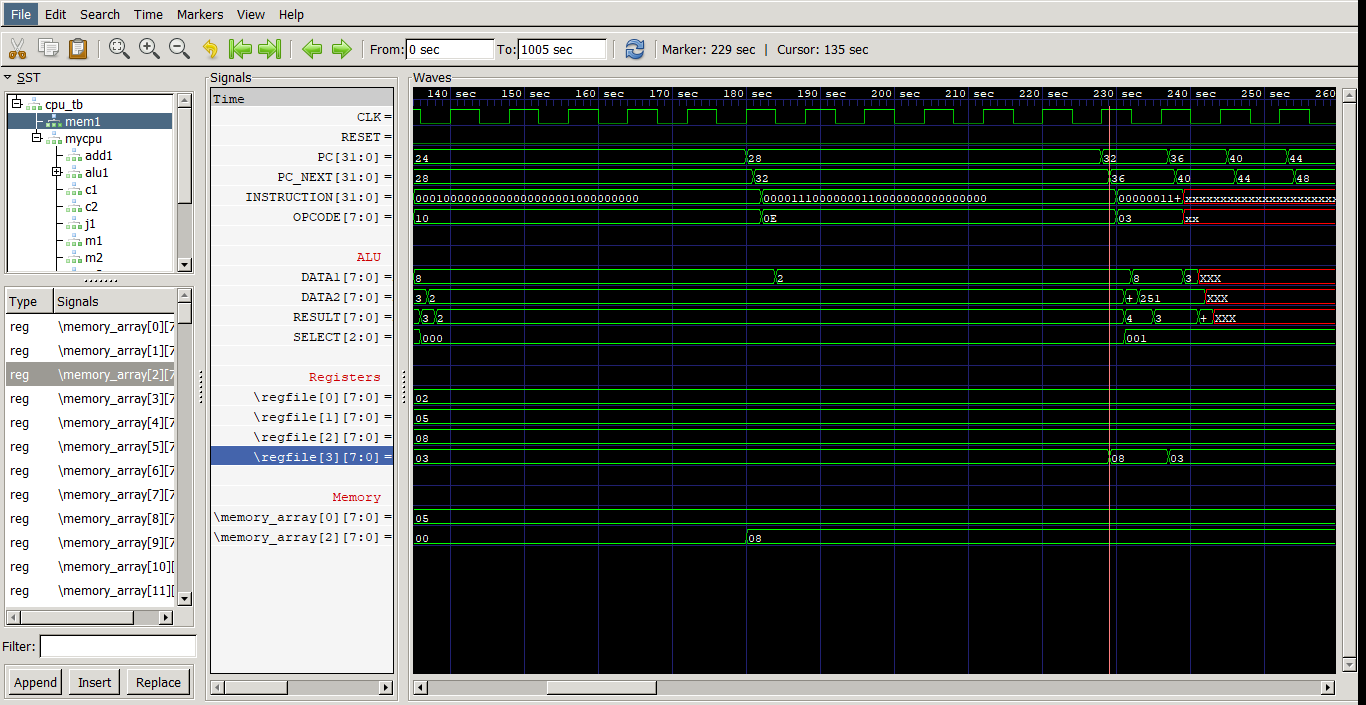 File Edit Search Time Markers View Help
From: 0 sec To: 1005 sec Marker: 229 sec | Cursor: 135 sec
SST
cpu_tb
mem1
mycpu
add1
alu1
c1
c2
j1
m1
m2
Type Signals
reg \memory_array[0][7
reg \memory_array[1][7
reg \memory_array[2][7
reg \memory_array[3][7
reg \memory_array[4][7
reg \memory_array[5][7
reg \memory_array[6][7
reg \memory_array[7][7
reg \memory_array[8][7
reg \memory_array[9][7
reg \memory_array[10][
reg \memory_array[11][
Filter:
Append Insert Replace
Signals
Time
CLK =
RESET =
PC[31:0] =
PC_NEXT[31:0] =
INSTRUCTION[31:0] =
OPCODE[7:0] =
ALU
DATA1[7:0] =
DATA2[7:0] =
RESULT[7:0] =
SELECT[2:0] =
Registers
\regfile[0][7:0] =
\regfile[1][7:0] =
\regfile[2][7:0] =
\regfile[3][7:0] =
Memory
\memory_array[0][7:0] =
\memory_array[2][7:0] =
Waves
140 sec 150 sec 160 sec 170 sec 180 sec 190 sec 200 sec 210 sec 220 sec 230 sec 240 sec 250 sec 260
24 28 32 36 40 44
28 32 36 40 44 48
00000011+
10 0E 03 xx
8 2 8 3 XXX
3 2 + 251 XXX
3 2 4 3 + XXX
000 001
02
05
08
03 08 03
05
00 08